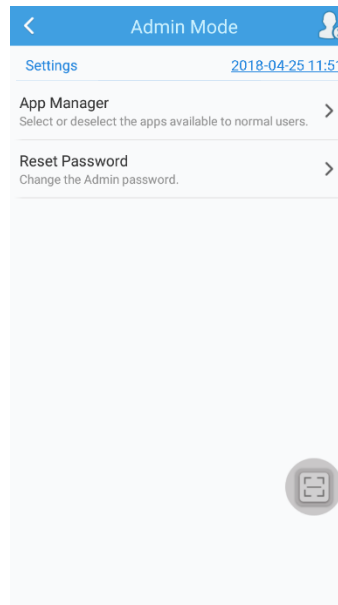 Admin Mode
Settings 2018-04-25 11:51
App Manager
Select or deselect the apps available to normal users.
Reset Password
Change the Admin password.